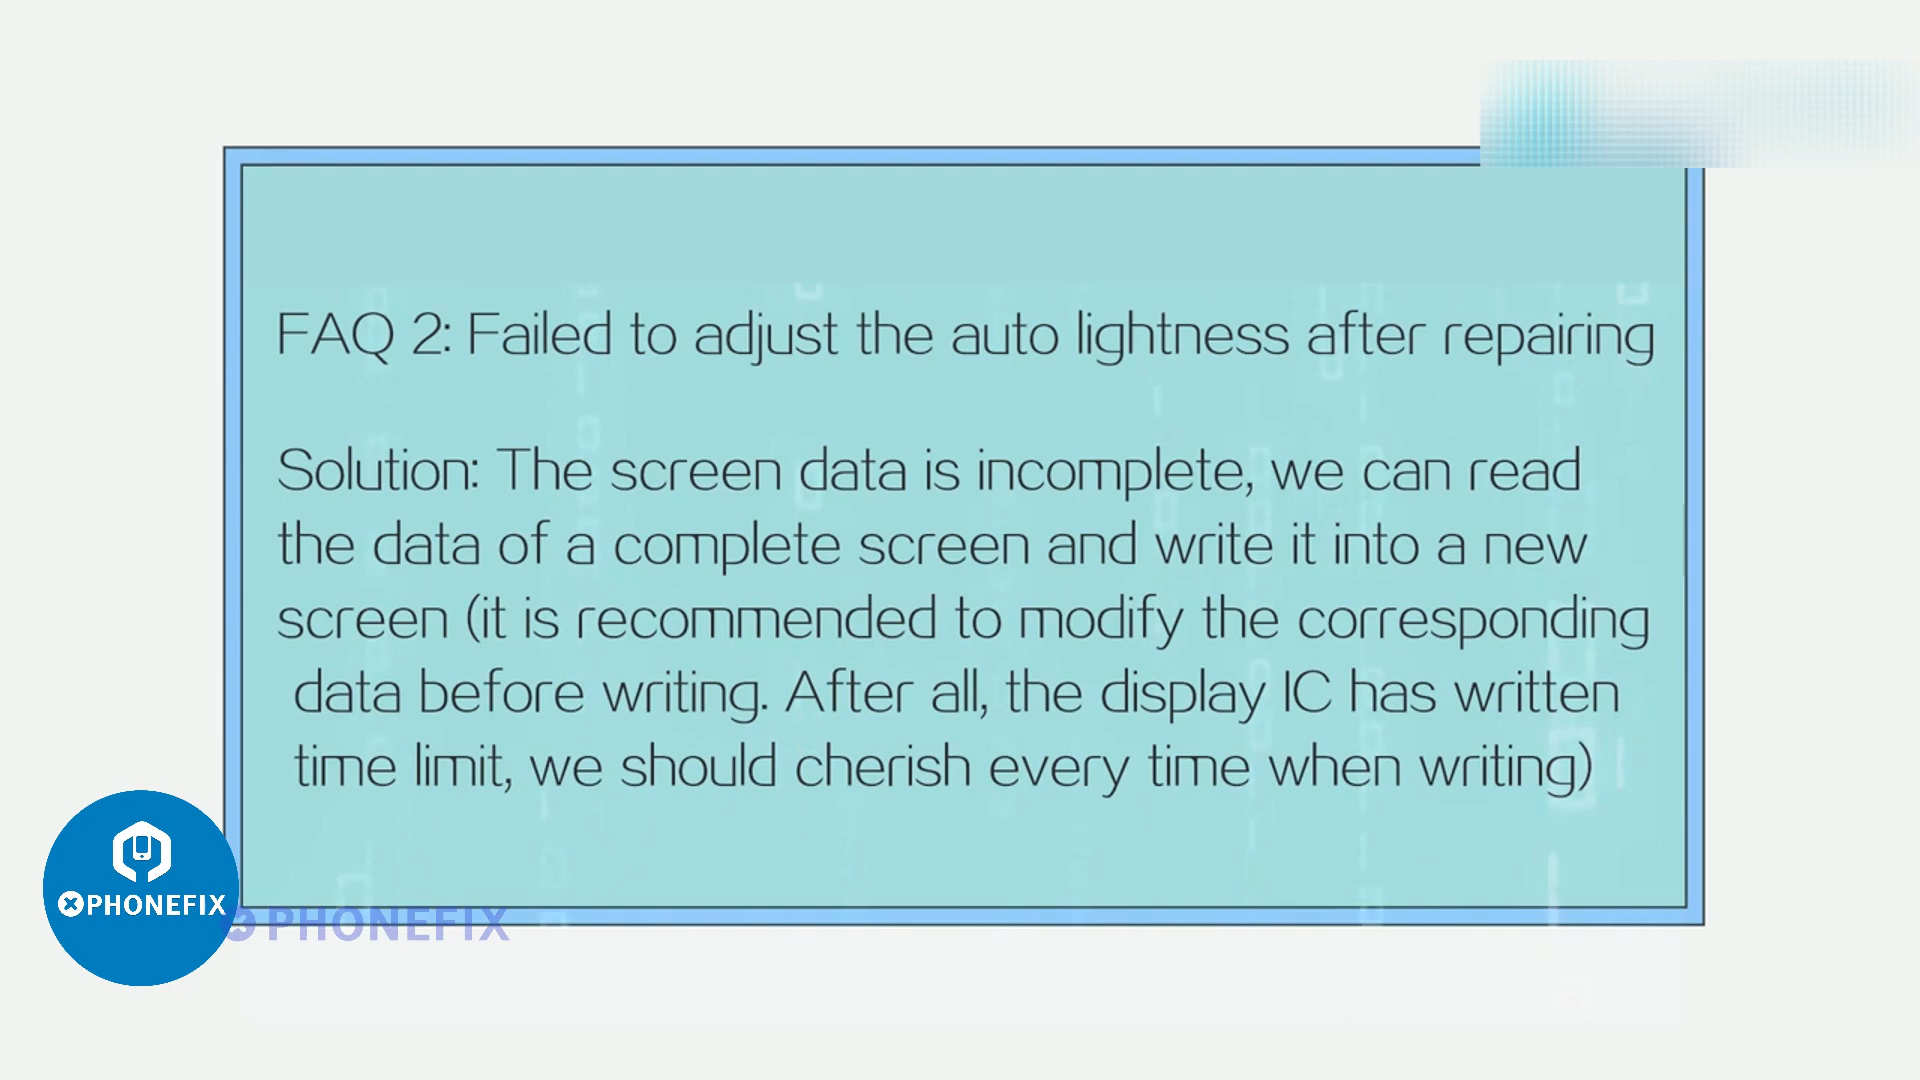 FAQ 2: Failed to adjust the auto lightness after repairing
Solution: The screen data is incomplete, we can read
the data of a complete screen and write it into a new
screen (it is recommended to modify the corresponding
data before writing. After all, the display IC has written
time limit, we should cherish every time when writing)
PHONEFIX
PHONEFIX